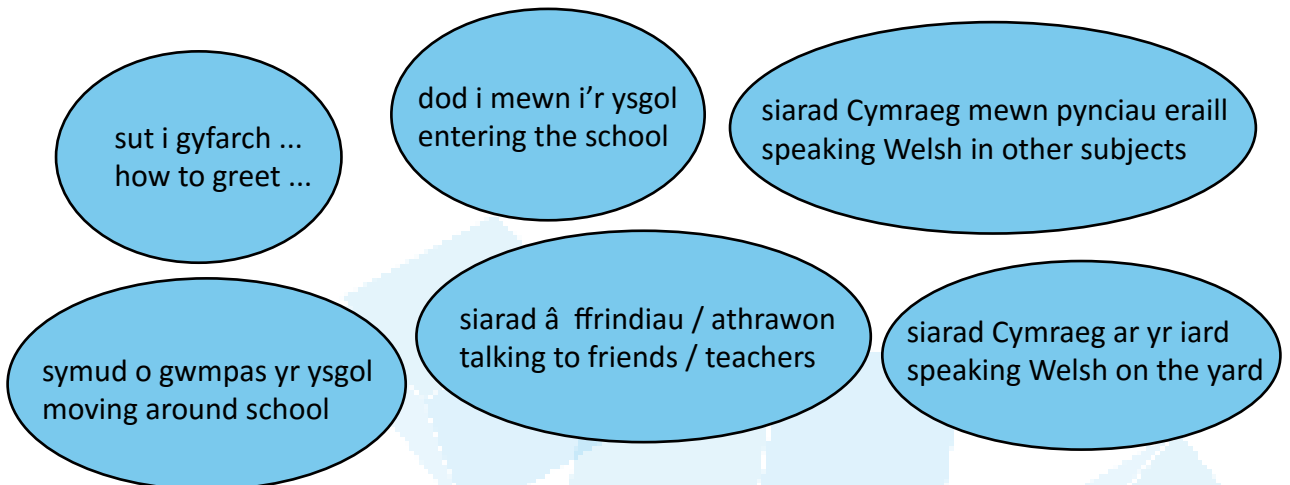 sut i gyfarch ...
how to greet ...
dod i mewn i'r ysgol
entering the school
siarad Cymraeg mewn pynciau eraill
speaking Welsh in other subjects
symud o gwmpas yr ysgol
moving around school
siarad â ffrindiau / athrawon
talking to friends / teachers
siarad Cymraeg ar yr iard
speaking Welsh on the yard